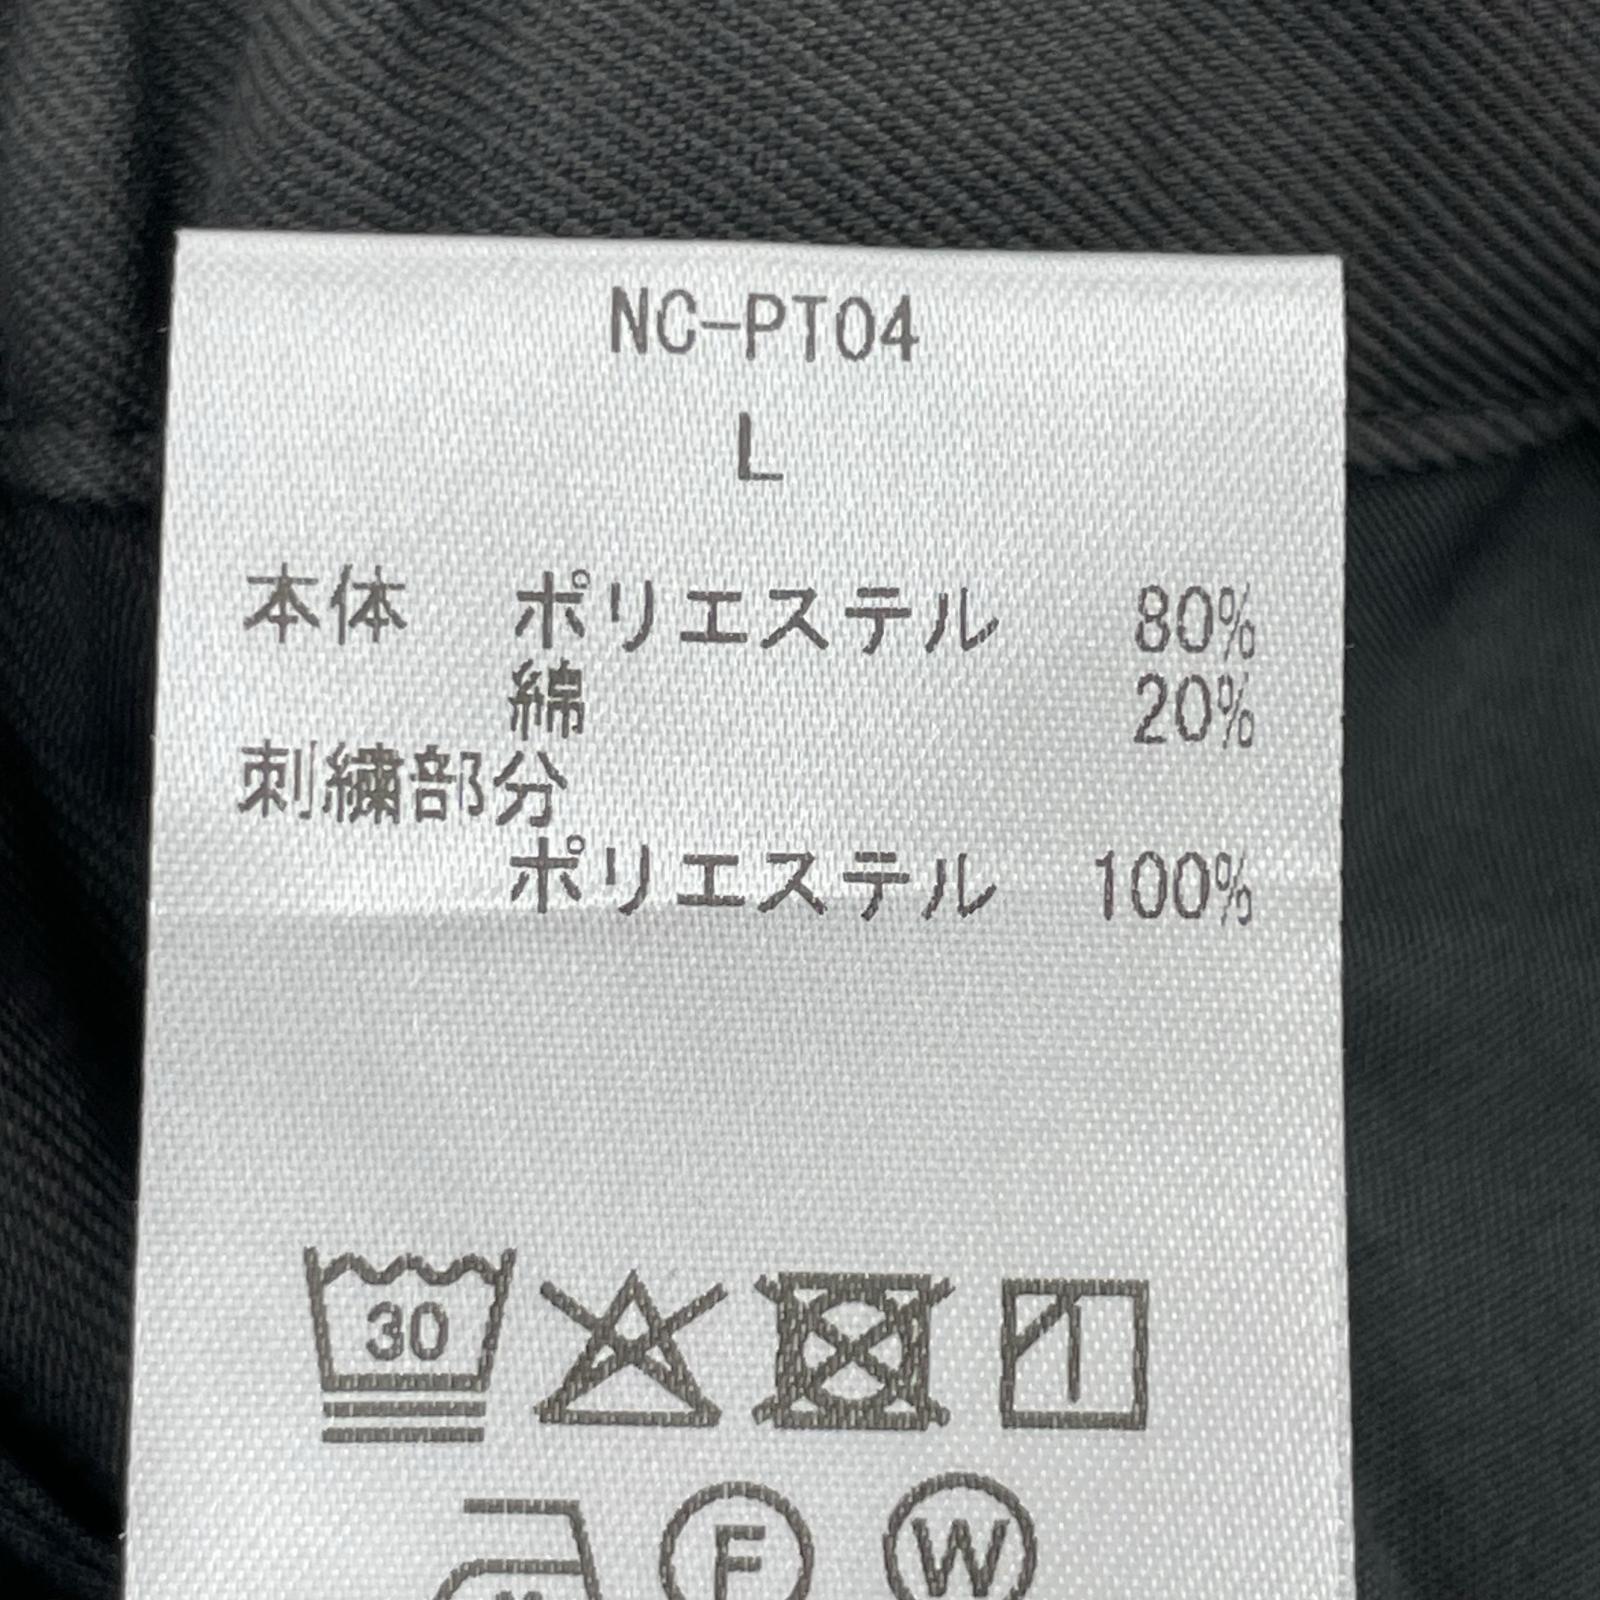 NC-PT04
L
本体 ポリエステル 80%
綿 20%
刺繍部分
ポリエステル 100%
30
F W